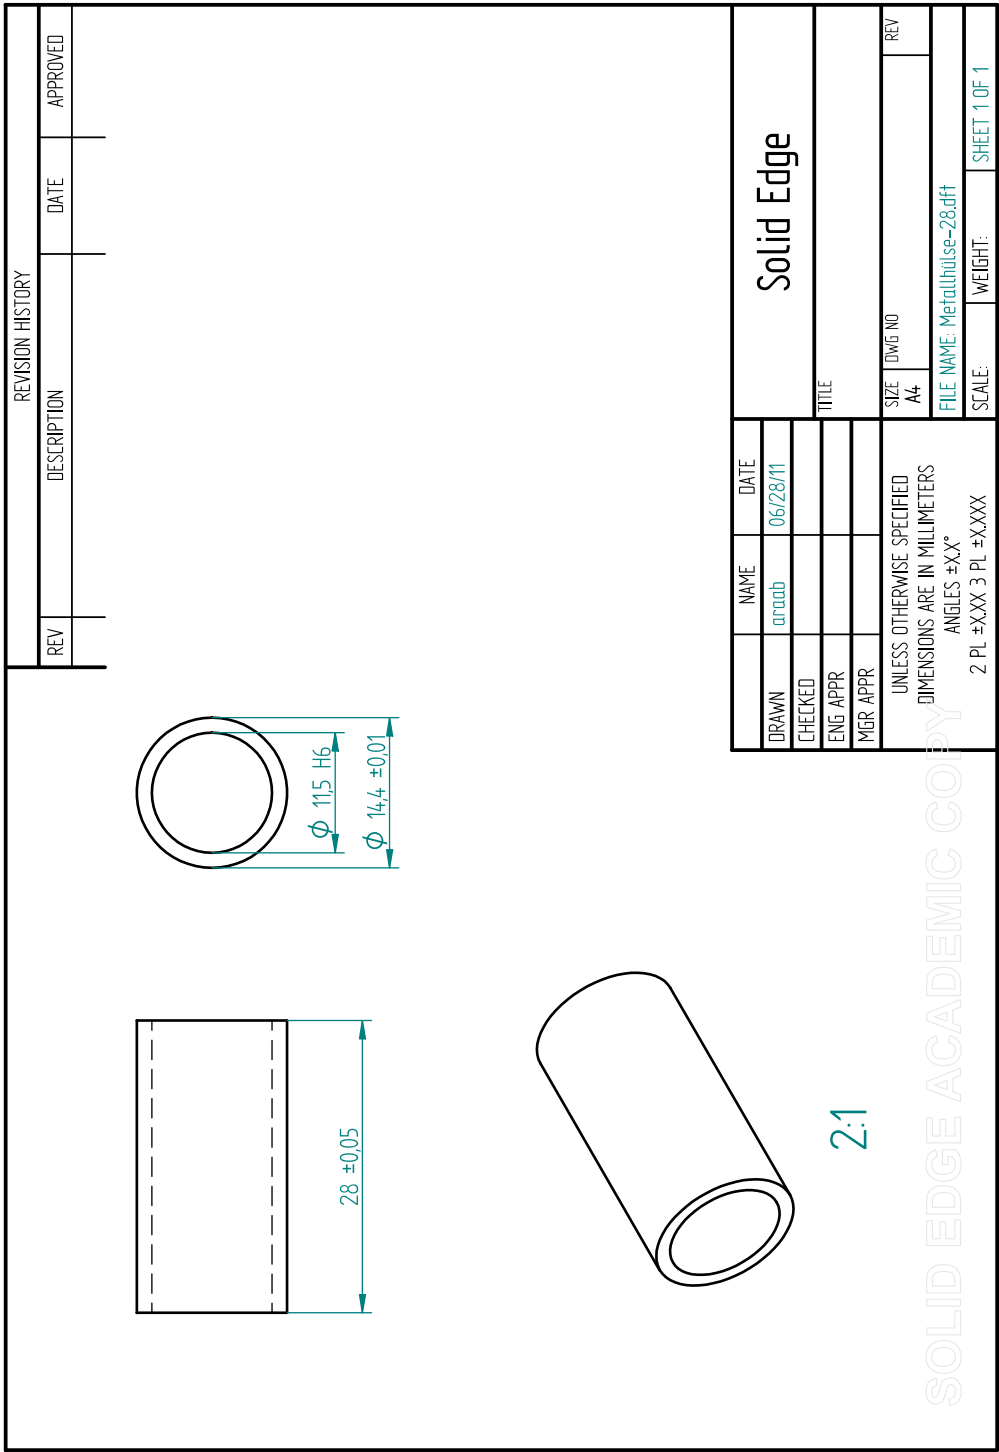 REVISION HISTORY
REV DESCRIPTION DATE APPROVED
28 ±0,05
ϕ 11,5 H6
ϕ 14,4 ±0,01
2:1
NAME DATE
DRAWN araab 06/28/11
CHECKED
ENG APPR
MGR APPR
UNLESS OTHERWISE SPECIFIED
DIMENSIONS ARE IN MILLIMETERS
ANGLES ±X.X°
2 PL ±X.XX 3 PL ±X.XXX
Solid Edge
TITLE
SIZE DWG NO REV
A4
FILE NAME: Metallhülse-28.dft
SCALE: WEIGHT: SHEET 1 OF 1
SOLID EDGE ACADEMIC COPY